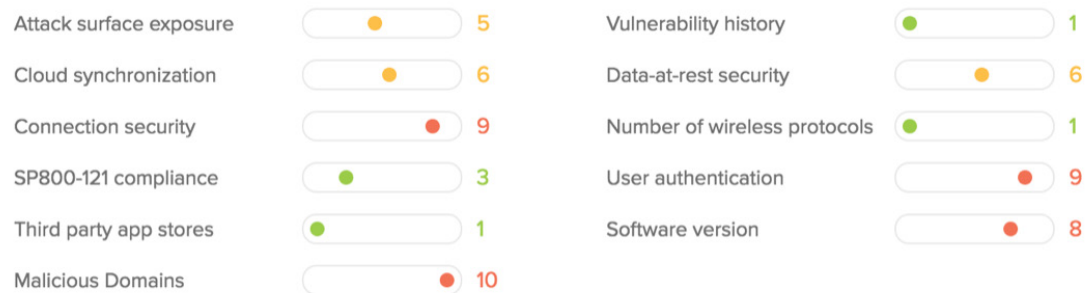 Attack surface exposure 5
Cloud synchronization 6
Connection security 9
SP800-121 compliance 3
Third party app stores 1
Malicious Domains 10
Vulnerability history 1
Data-at-rest security 6
Number of wireless protocols 1
User authentication 9
Software version 8